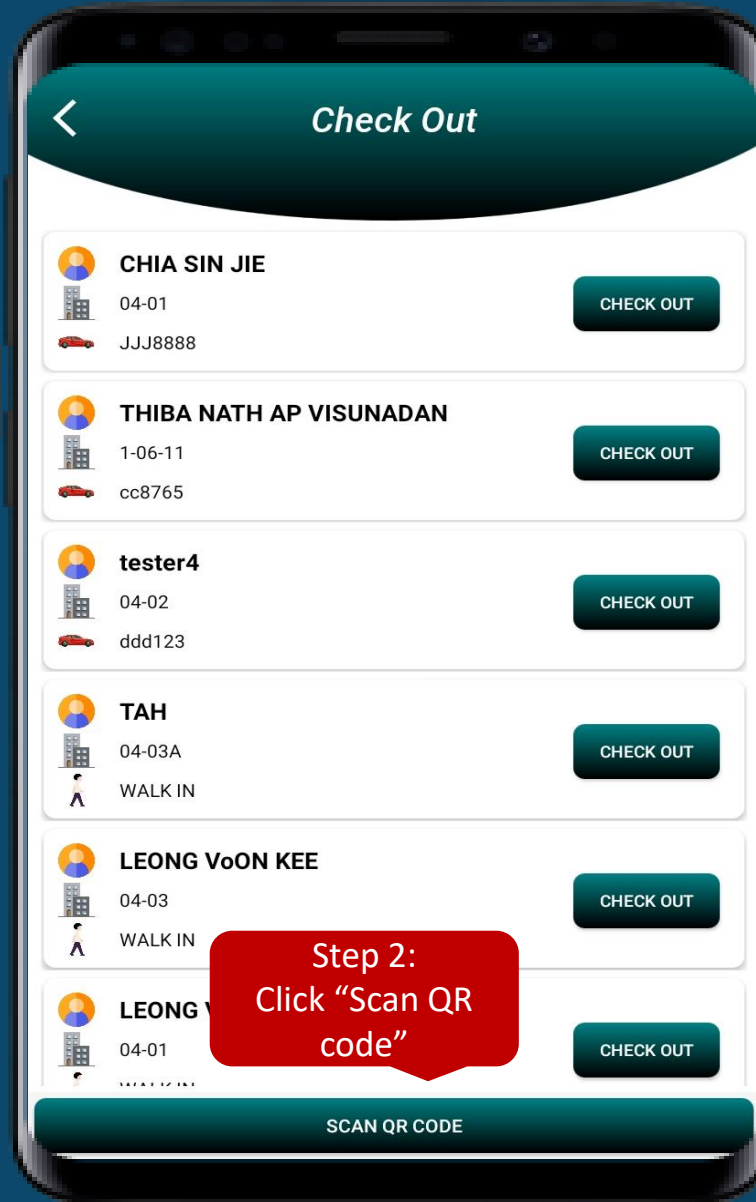 Check Out
CHIA SIN JIE
04-01
CHECK OUT
JJJ8888
THIBA NATH AP VISUNADAN
1-06-11
CHECK OUT
cc8765
tester4
04-02
CHECK OUT
ddd123
TAH
04-03A
CHECK OUT
WALK IN
LEONG VoON KEE
04-03
CHECK OUT
WALK IN
Step 2:
Click “Scan QR
code”
LEONG
04-01
CHECK OUT
SCAN QR CODE